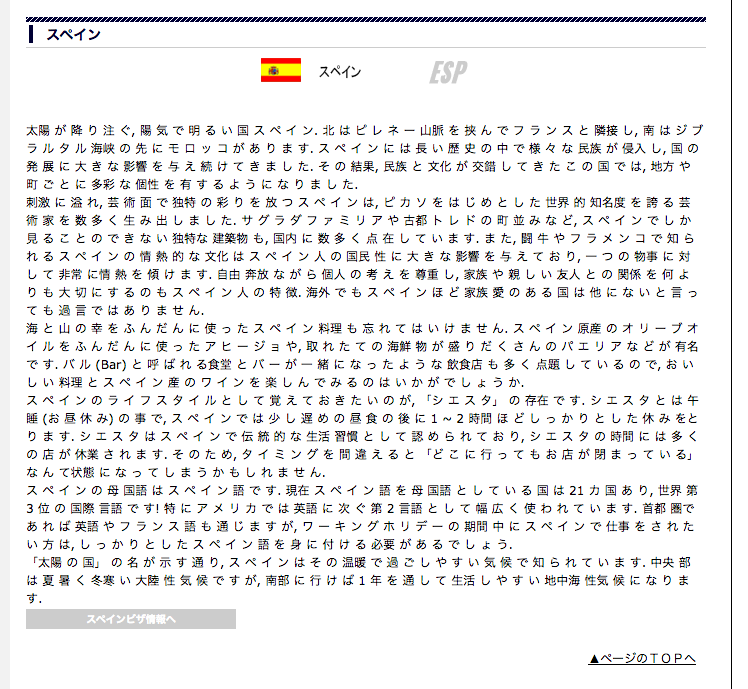 スペイン
スペイン ESP
太陽が降り注ぐ, 陽気で明るい国スペイン. 北はピレネー山脈を挟んでフランスと隣接し, 南はジブ
ラルタル海峡の先にモロッコがあります. スペインには長い歴史の中で様々な民族が侵入し, 国の
発展に大きな影響を与え続けてきました. その結果, 民族と文化が交錯してきたこの国では, 地方や
町ごとに多彩な個性を有するようになりました.
刺激に溢れ, 芸術面で独特の彩りを放つスペインは, ピカソをはじめとした世界的知名度を誇る芸
術家を数多く生み出しました. サグラダファミリアや古都トレドの町並みなど, スペインでしか
見ることのできない独特な建築物も, 国内に数多く点在しています. また, 闘牛やフラメンコで知ら
れるスペインの情熱的な文化はスペイン人の国民性に大きな影響を与えており, 一つの物事に対
して非常に情熱を傾けます. 自由奔放ながら個人の考えを尊重し, 家族や親しい友人との関係を何よ
りも大切にするのもスペイン人の特徴. 海外でもスペインほど家族愛のある国は他にないと言っ
ても過言ではありません.
海と山の幸をふんだんに使ったスペイン料理も忘れてはいけません. スペイン原産のオリーブオ
イルをふんだんに使ったアヒージョや, 取れたての海鮮物が盛りだくさんのパエリアなどが有名
です. バル (Bar) と呼ばれる食堂とバーが一緒になったような飲食店も多く点題しているので, おい
しい料理とスペイン産のワインを楽しんでみるのはいかがでしょうか.
スペインのライフスタイルとして覚えておきたいのが, 「シエスタ」の存在です. シエスタとは午
睡 (お昼休み) の事で, スペインでは少し遅めの昼食の後に1～2時間ほどしっかりとした休みをと
ります. シエスタはスペインで伝統的な生活習慣として認められており, シエスタの時間には多く
の店が休業されます. そのため, タイミングを間違えると「どこに行ってもお店が閉まっている」
なんて状態になってしまうかもしれません.
スペインの母国語はスペイン語です. 現在スペイン語を母国語としている国は21カ国あり, 世界第
3位の国際言語です! 特にアメリカでは英語に次ぐ第2言語として幅広く使われています. 首都圏で
あれば英語やフランス語も通じますが, ワーキングホリデーの期間中にスペインで仕事をされた
い方は, しっかりとしたスペイン語を身に付ける必要があるでしょう.
「太陽の国」の名が示す通り, スペインはその温暖で過ごしやすい気候で知られています. 中央部
は夏暑く冬寒い大陸性気候ですが, 南部に行けば1年を通して生活しやすい地中海性気候になりま
す.
スペインビザ情報へ
▲ページのＴＯＰへ